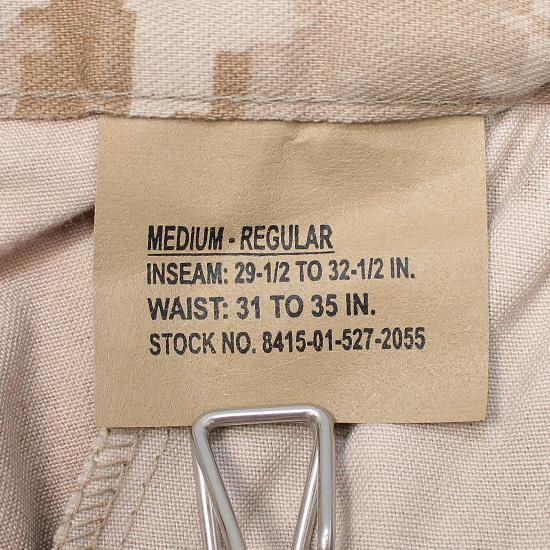 MEDIUM - REGULAR
INSEAM: 29-1/2 TO 32-1/2 IN.
WAIST: 31 TO 35 IN.
STOCK NO. 8415-01-527-2055